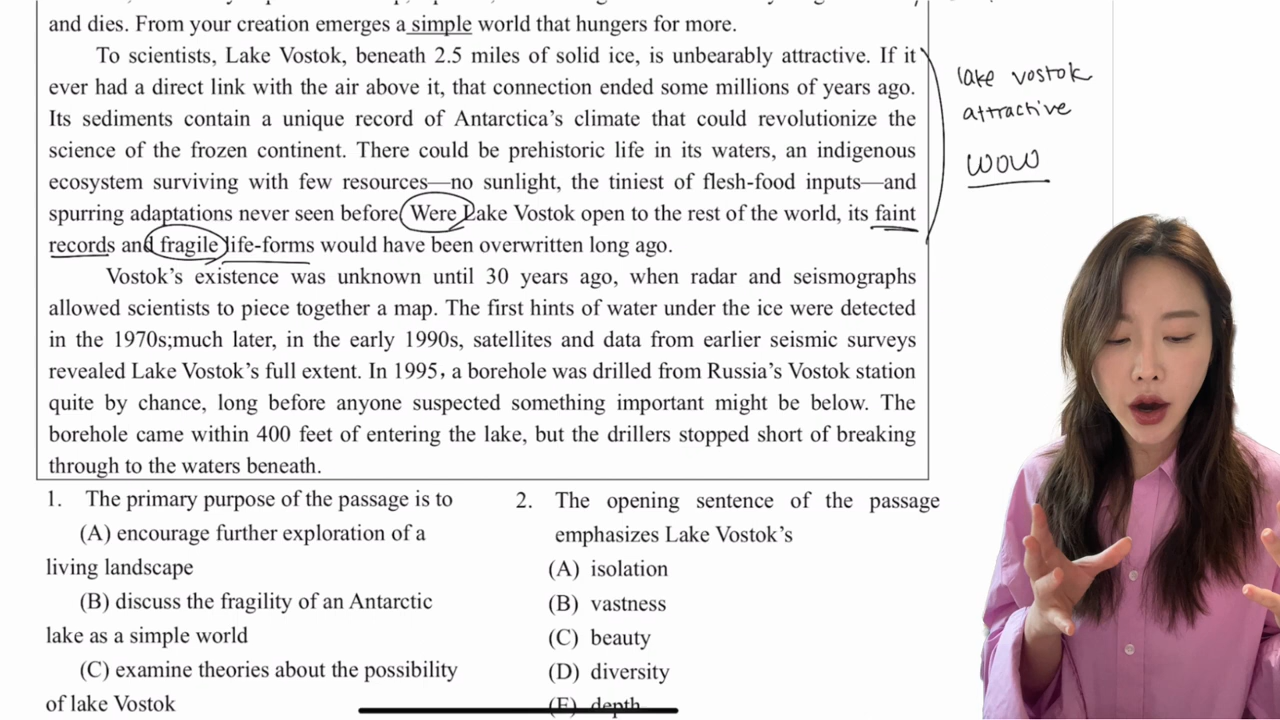 and dies. From your creation emerges a simple world that hungers for more.
To scientists, Lake Vostok, beneath 2.5 miles of solid ice, is unbearably attractive. If it
ever had a direct link with the air above it, that connection ended some millions of years ago.
Its sediments contain a unique record of Antarctica's climate that could revolutionize the
science of the frozen continent. There could be prehistoric life in its waters, an indigenous
ecosystem surviving with few resources—no sunlight, the tiniest of flesh-food inputs—and
spurring adaptations never seen before Were Lake Vostok open to the rest of the world, its faint
records and fragile life-forms would have been overwritten long ago.
Vostok's existence was unknown until 30 years ago, when radar and seismographs
allowed scientists to piece together a map. The first hints of water under the ice were detected
in the 1970s;much later, in the early 1990s, satellites and data from earlier seismic surveys
revealed Lake Vostok's full extent. In 1995, a borehole was drilled from Russia's Vostok station
quite by chance, long before anyone suspected something important might be below. The
borehole came within 400 feet of entering the lake, but the drillers stopped short of breaking
through to the waters beneath.
lake vostok
attractive
wow
1. The primary purpose of the passage is to
(A) encourage further exploration of a
living landscape
(B) discuss the fragility of an Antarctic
lake as a simple world
(C) examine theories about the possibility
of lake Vostok
2. The opening sentence of the passage
emphasizes Lake Vostok's
(A) isolation
(B) vastness
(C) beauty
(D) diversity
(E) depth